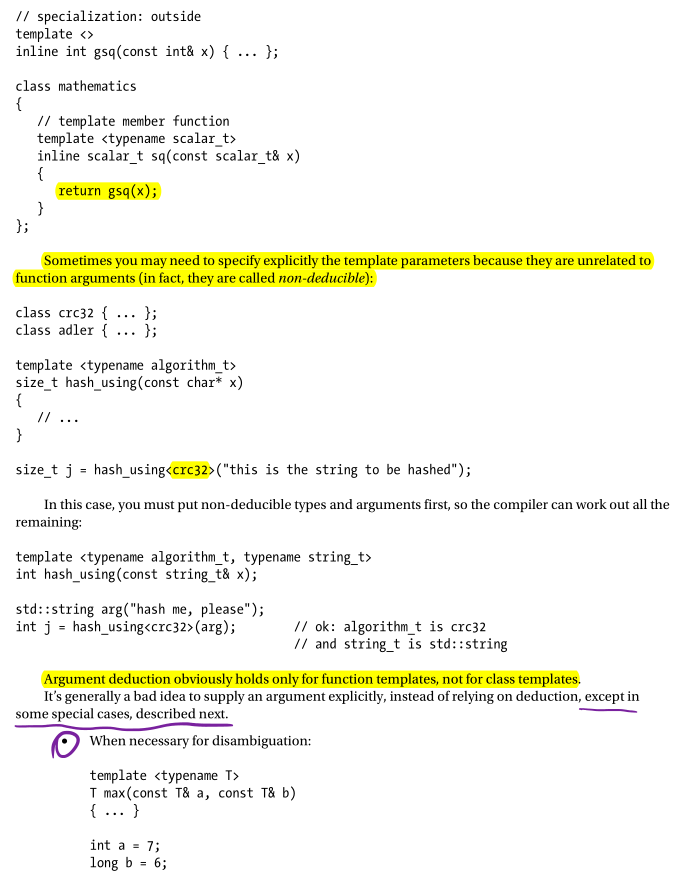 // specialization: outside
template <>
inline int gsq(const int& x) { ... };
class mathematics
{
// template member function
template <typename scalar_t>
inline scalar_t sq(const scalar_t& x)
{
return gsq(x);
}
};
Sometimes you may need to specify explicitly the template parameters because they are unrelated to
function arguments (in fact, they are called non-deducible):
class crc32 { ... };
class adler { ... };
template <typename algorithm_t>
size_t hash_using(const char* x)
{
// ...
}
size_t j = hash_using<crc32>("this is the string to be hashed");
In this case, you must put non-deducible types and arguments first, so the compiler can work out all the
remaining:
template <typename algorithm_t, typename string_t>
int hash_using(const string_t& x);
std::string arg("hash me, please");
int j = hash_using<crc32>(arg); // ok: algorithm_t is crc32
// and string_t is std::string
Argument deduction obviously holds only for function templates, not for class templates.
It's generally a bad idea to supply an argument explicitly, instead of relying on deduction, except in
some special cases, described next.
• When necessary for disambiguation:
template <typename T>
T max(const T& a, const T& b)
{ ... }
int a = 7;
long b = 6;